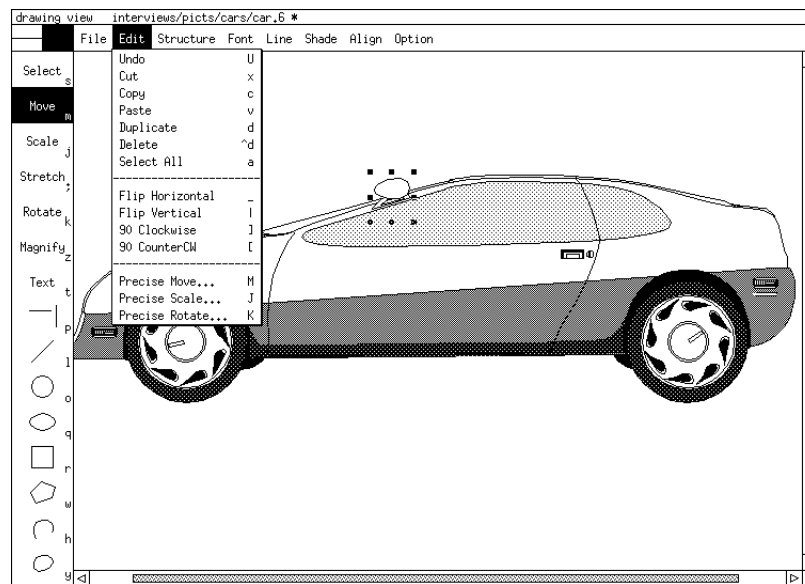 drawing view interviews/picts/cars/car.6 *
File Edit Structure Font Line Shade Align Option
Select s
Move m
Scale j
Stretch ;
Rotate k
Magnify z
Text t
p
l
o
q
r
w
h
y
Undo U
Cut x
Copy c
Paste v
Duplicate d
Delete ^d
Select All a
Flip Horizontal _
Flip Vertical |
90 Clockwise ]
90 CounterCW [
Precise Move... M
Precise Scale... J
Precise Rotate... K